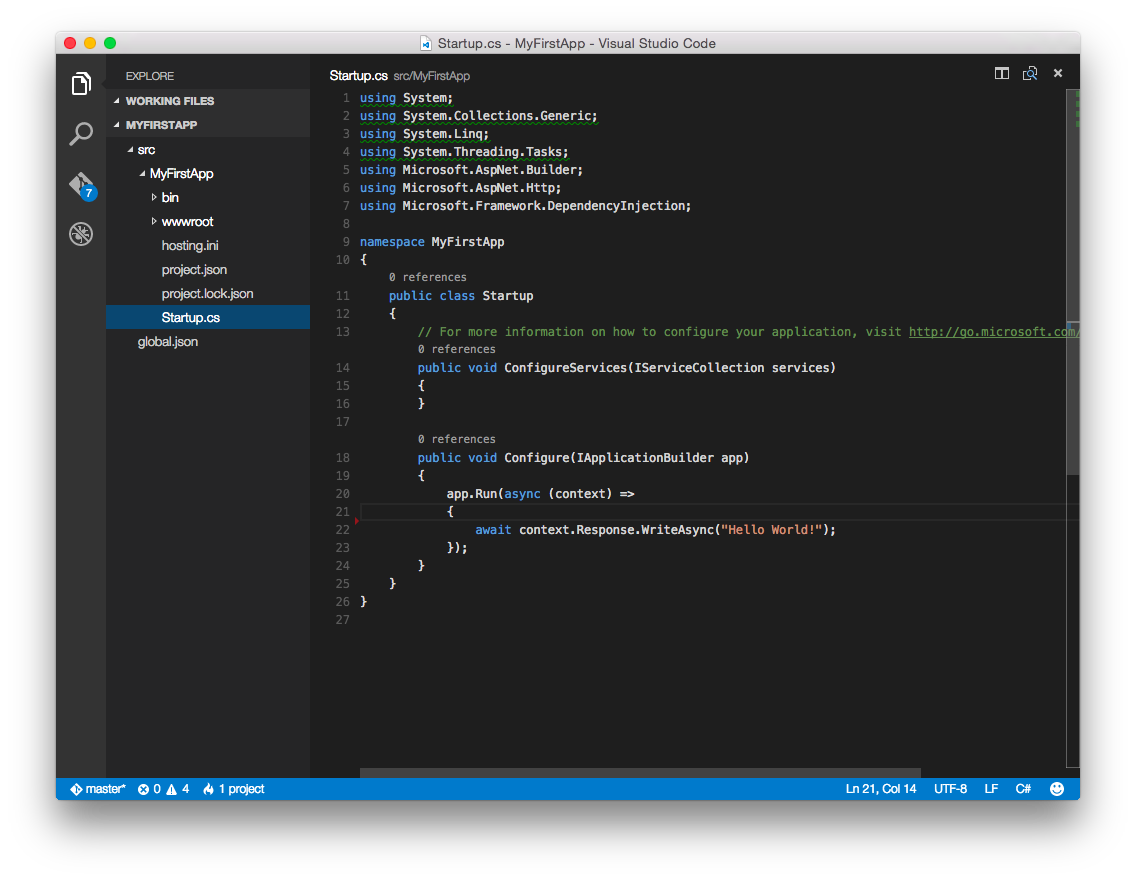 Startup.cs - MyFirstApp - Visual Studio Code
EXPLORE
WORKING FILES
MYFIRSTAPP
src
MyFirstApp
bin
wwwroot
hosting.ini
project.json
project.lock.json
Startup.cs
global.json
7
Startup.cs src/MyFirstApp
1 using System;
2 using System.Collections.Generic;
3 using System.Linq;
4 using System.Threading.Tasks;
5 using Microsoft.AspNet.Builder;
6 using Microsoft.AspNet.Http;
7 using Microsoft.Framework.DependencyInjection;
8
9 namespace MyFirstApp
10 {
0 references
11 public class Startup
12 {
13 // For more information on how to configure your application, visit http://go.microsoft.com/
0 references
14 public void ConfigureServices(IServiceCollection services)
15 {
16 }
17
0 references
18 public void Configure(IApplicationBuilder app)
19 {
20 app.Run(async (context) =>
21 {
22 await context.Response.WriteAsync("Hello World!");
23 });
24 }
25 }
26 }
27
master* 0 4 1 project Ln 21, Col 14 UTF-8 LF C#